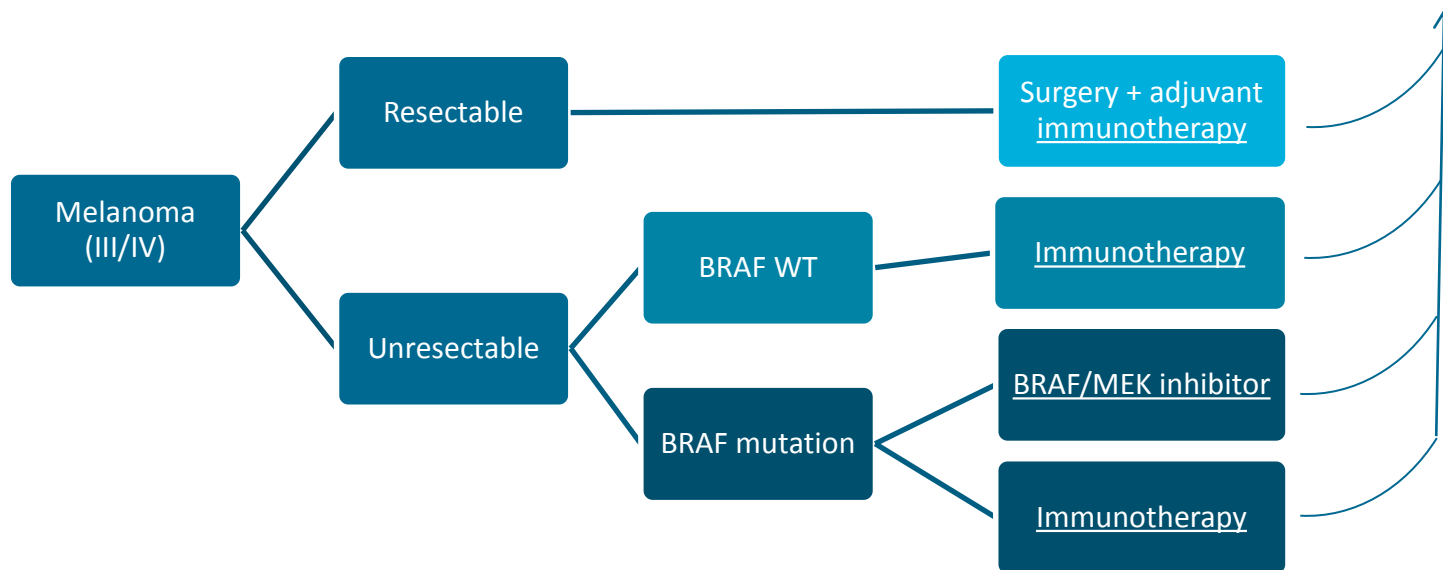 Melanoma
(III/IV)
Resectable
Unresectable
BRAF WT
BRAF mutation
Surgery + adjuvant
immunotherapy
Immunotherapy
BRAF/MEK inhibitor
Immunotherapy